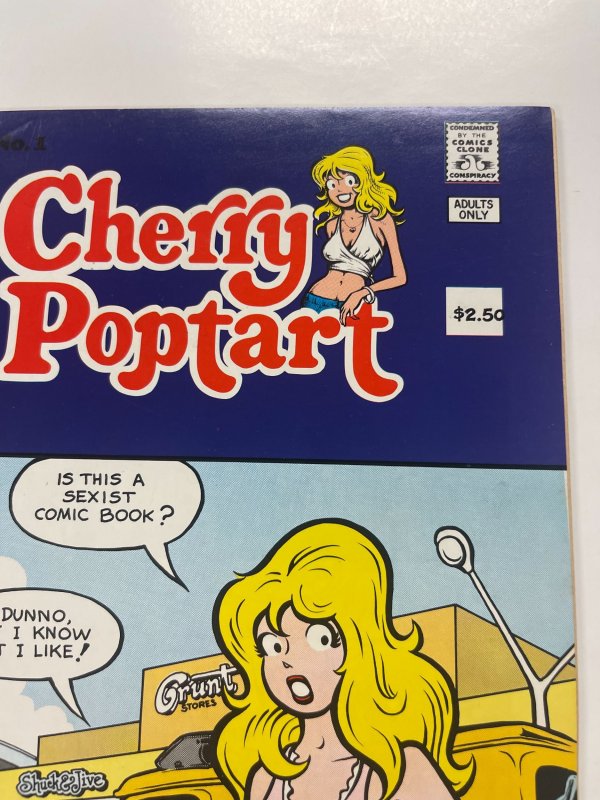 No. 1
Cherry
Poptart
CONDEMNED
BY THE
COMICS
CLONE
CONSPIRACY
ADULTS
ONLY
$2.50
IS THIS A
SEXIST
COMIC BOOK?
DUNNO,
I KNOW
I LIKE!
Grunt
STORES
Shuck&Jive